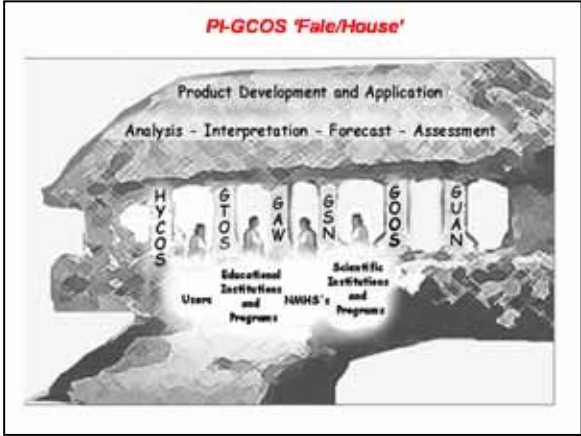 PI-GCOS 'Fale/House'
Product Development and Application
Analysis - Interpretation - Forecast - Assessment
HYCOS
GTOS
GAW
GSN
GOOS
GUAN
Users
Educational
Institutions
and
Programs
NMHS's
Scientific
Institutions
and
Programs